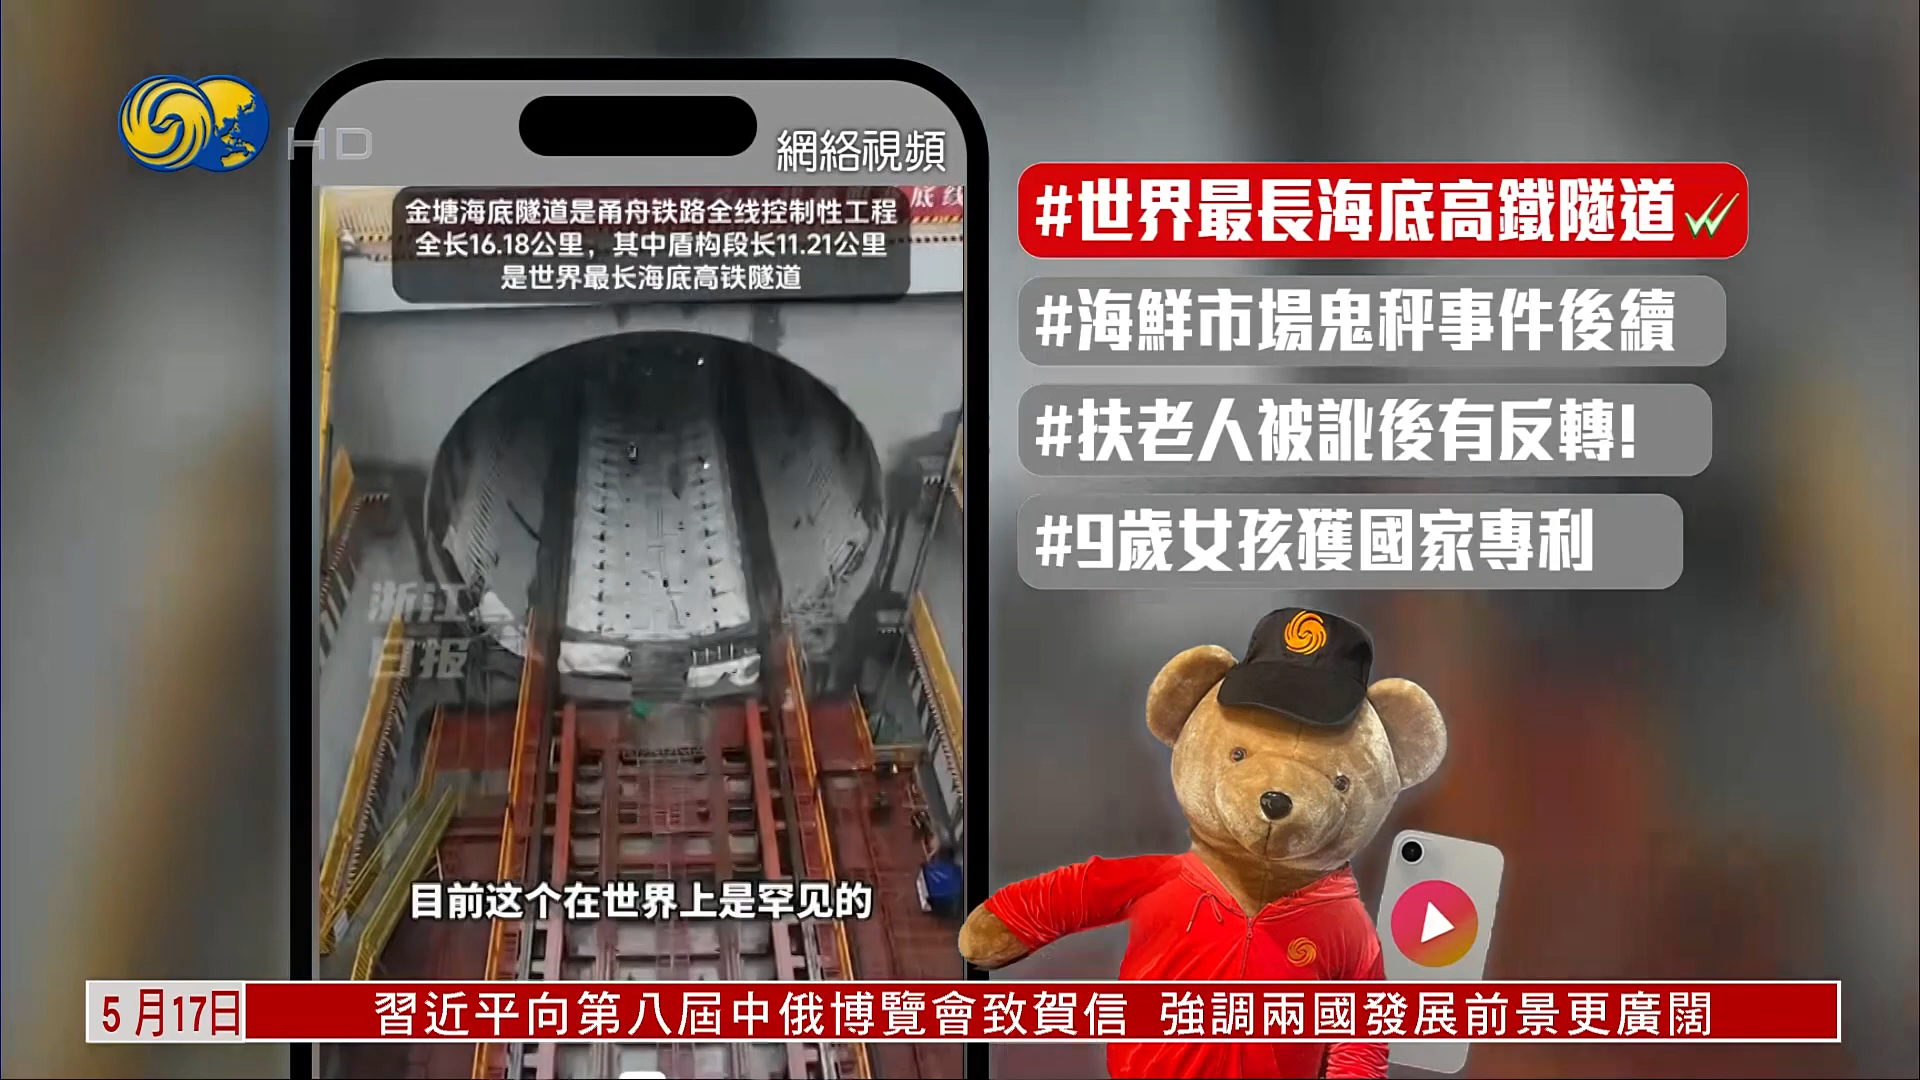 HD
網絡視頻
底线
金塘海底隧道是甬舟铁路全线控制性工程
全长16.18公里，其中盾构段长11.21公里
是世界最长海底高铁隧道
浙江
日报
目前这个在世界上是罕见的
#世界最長海底高鐵隧道
#海鮮市場鬼秤事件後續
#扶老人被訛後有反轉!
#9歲女孩獲國家專利
5月17日
習近平向第八屆中俄博覽會致賀信 強調兩國發展前景更廣闊